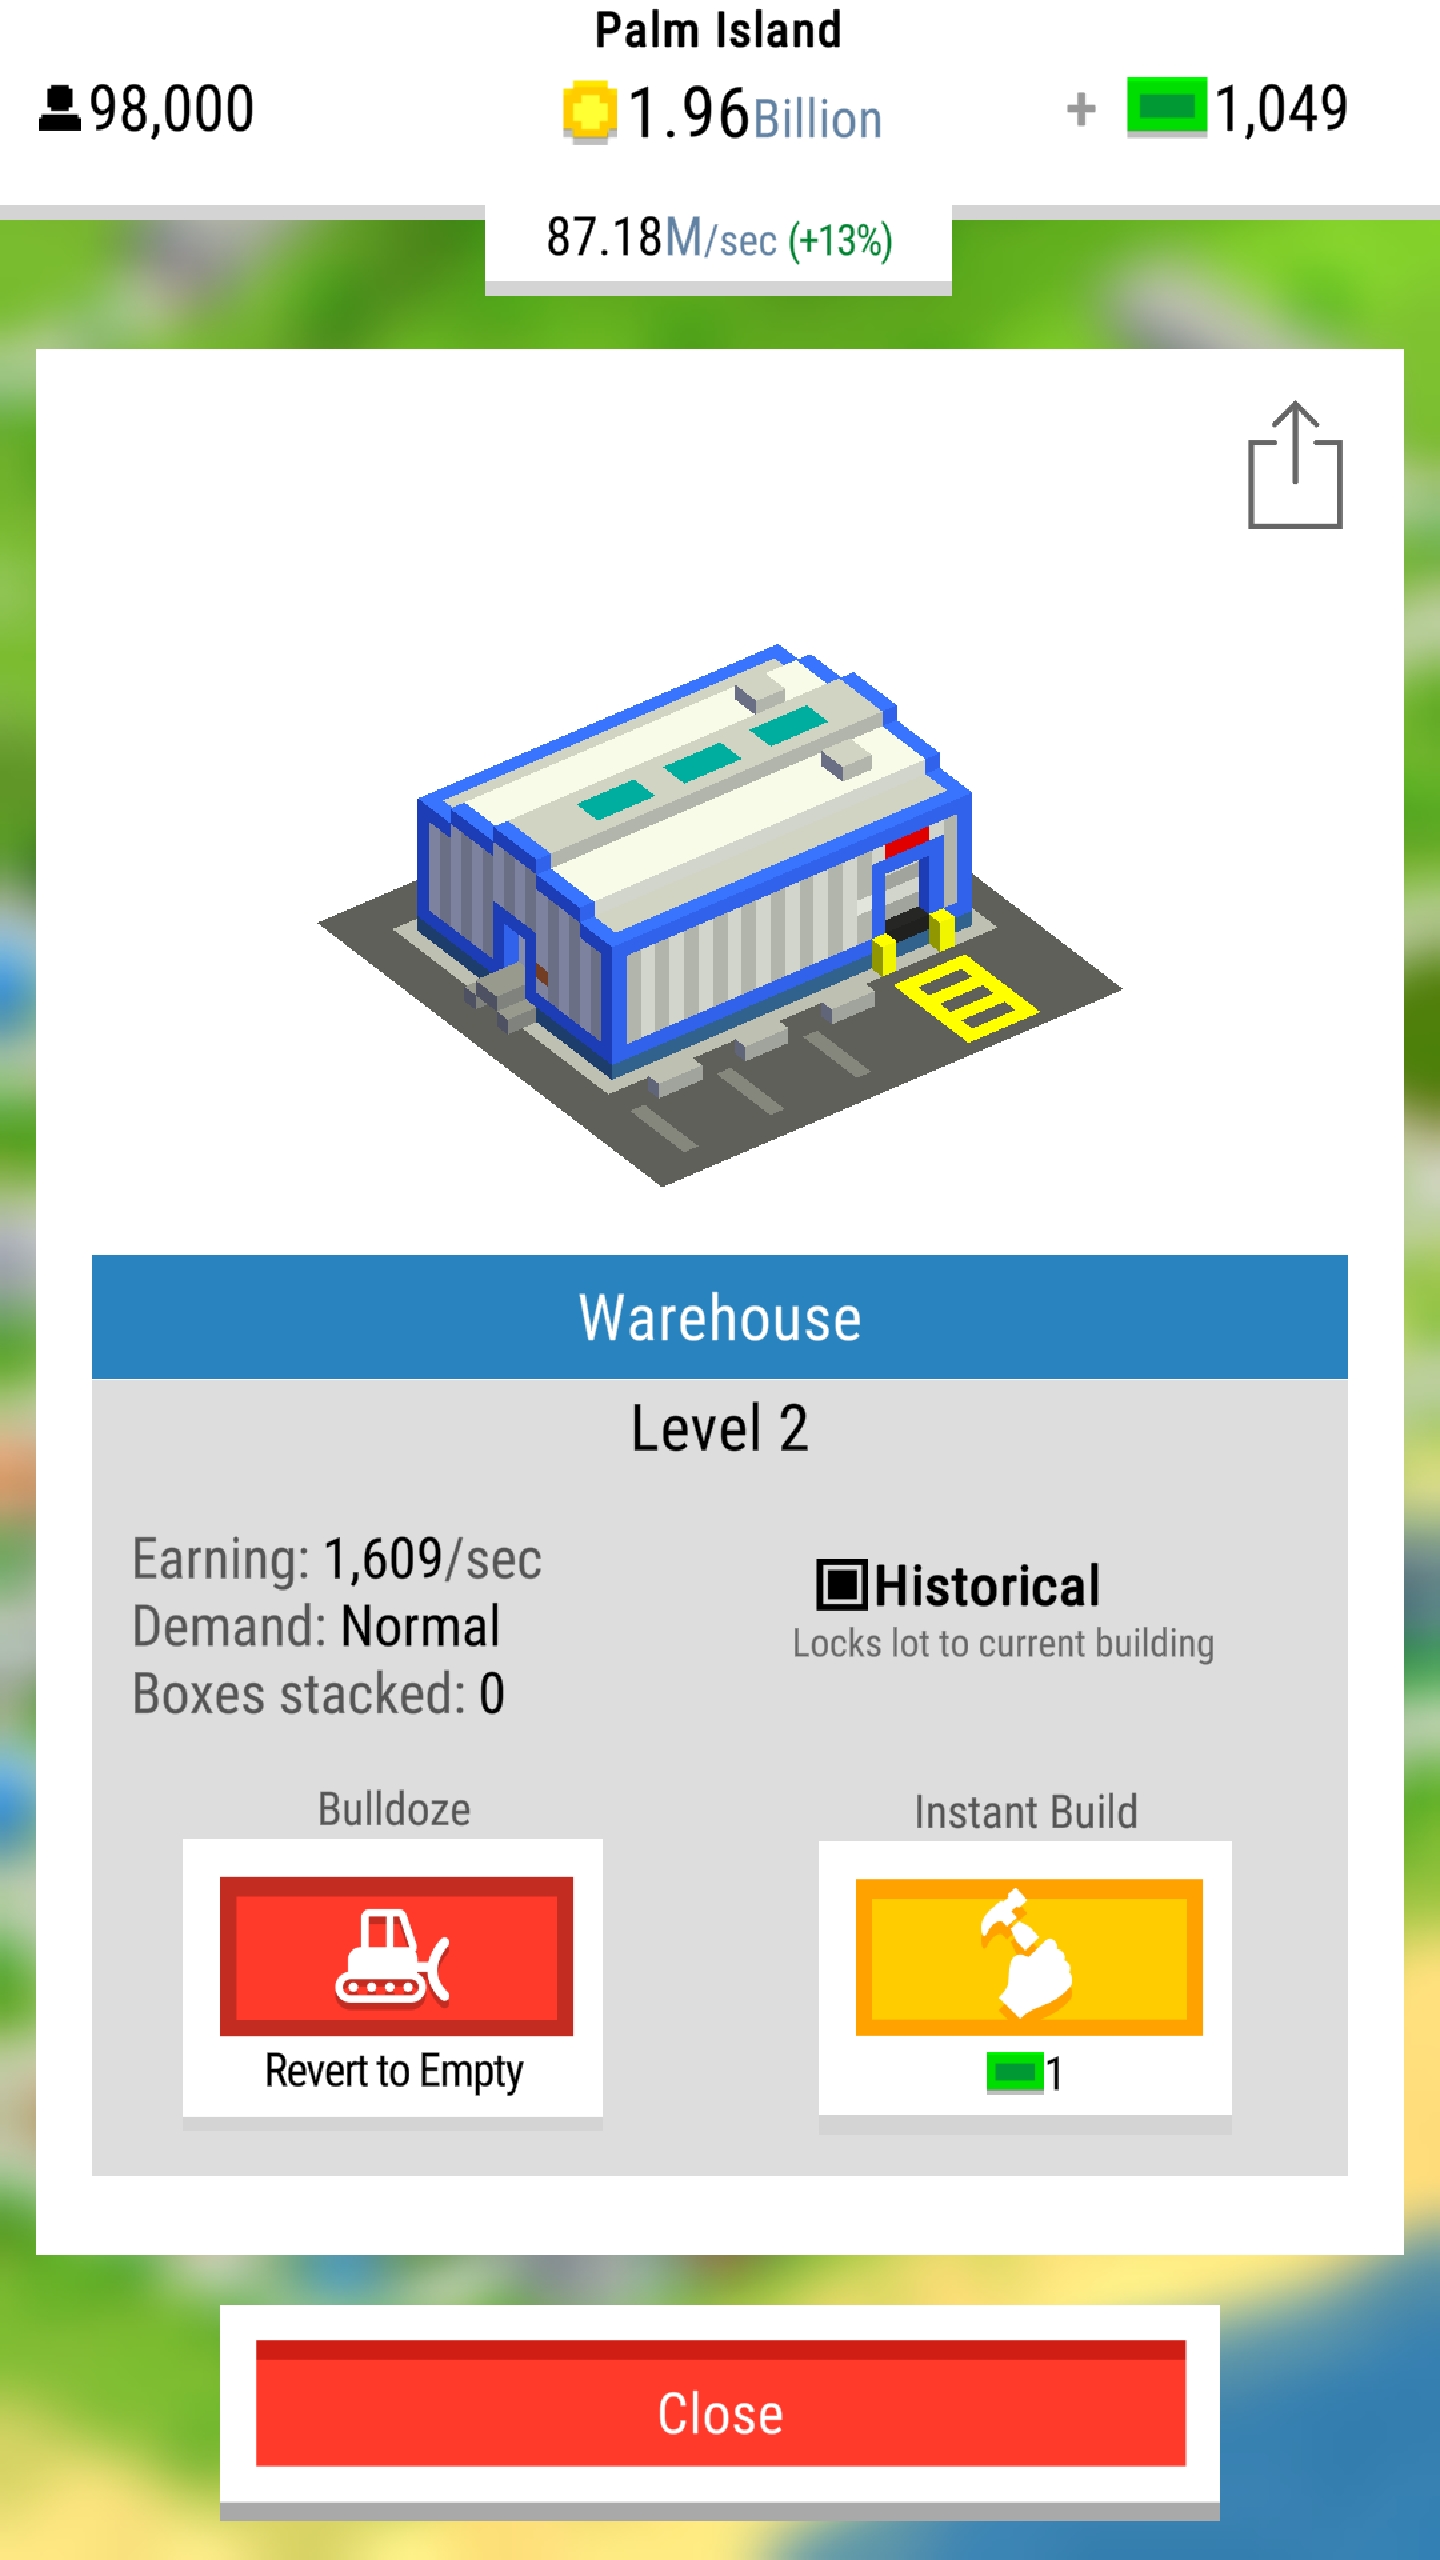 Palm Island
98,000
1.96Billion
+ 1,049
87.18M/sec (+13%)
Warehouse
Level 2
Earning: 1,609/sec
Demand: Normal
Boxes stacked: 0
Historical
Locks lot to current building
Bulldoze
Revert to Empty
Instant Build
1
Close